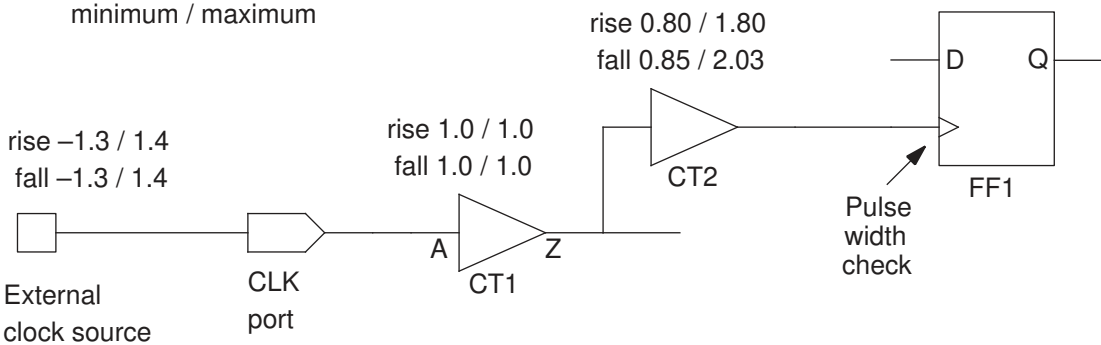 minimum / maximum
rise 0.80 / 1.80
fall 0.85 / 2.03
D
Q
rise –1.3 / 1.4
fall –1.3 / 1.4
rise 1.0 / 1.0
fall 1.0 / 1.0
CT2
FF1
Pulse
width
check
A
Z
CT1
CLK
port
External
clock source